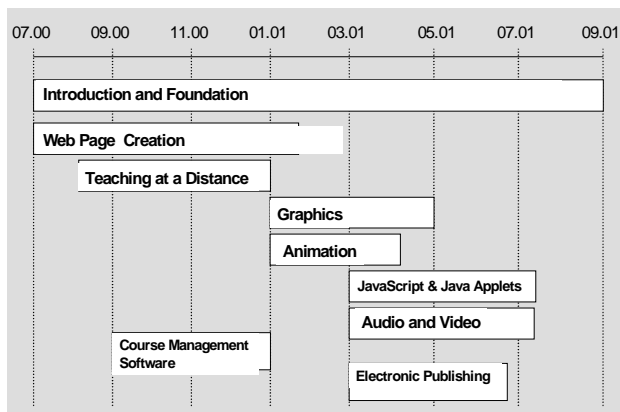 07.00 09.00 11.00 01.01 03.01 05.01 07.01 09.01
Introduction and Foundation
Web Page Creation
Teaching at a Distance
Graphics
Animation
JavaScript & Java Applets
Audio and Video
Course Management
Software
Electronic Publishing